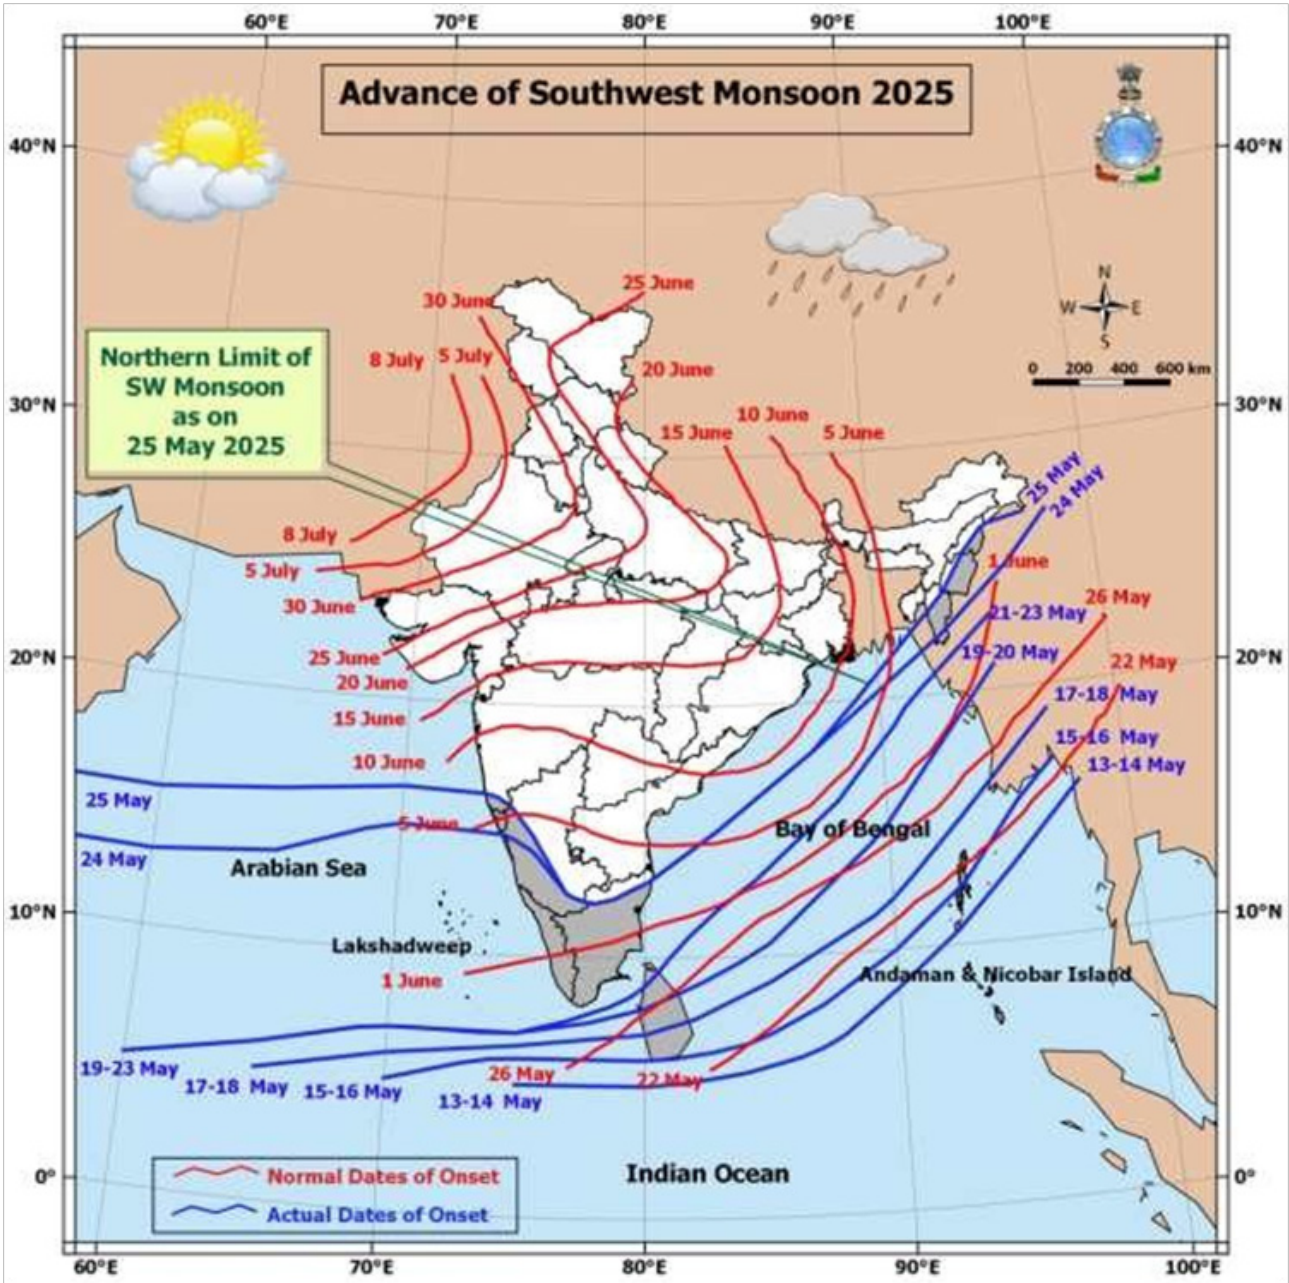 60°E 70°E 80°E 90°E 100°E
Advance of Southwest Monsoon 2025
40°N 40°N
N
W E
S
0 200 400 600 km
25 June
30 June
8 July 5 July
20 June
Northern Limit of
SW Monsoon
as on
25 May 2025
30°N 30°N
10 June
15 June 5 June
25 May
24 May
8 July
5 July
1 June
30 June
26 May
21-23 May
19-20 May
25 June
20°N 20°N
22 May
20 June
17-18 May
15 June
15-16 May
10 June
13-14 May
25 May
5 June
Bay of Bengal
24 May
Arabian Sea
10°N 10°N
Lakshadweep
1 June
Andaman & Nicobar Island
19-23 May
17-18 May
15-16 May
26 May
22 May
13-14 May
0° 0°
Indian Ocean
Normal Dates of Onset
Actual Dates of Onset
60°E 70°E 80°E 90°E 100°E